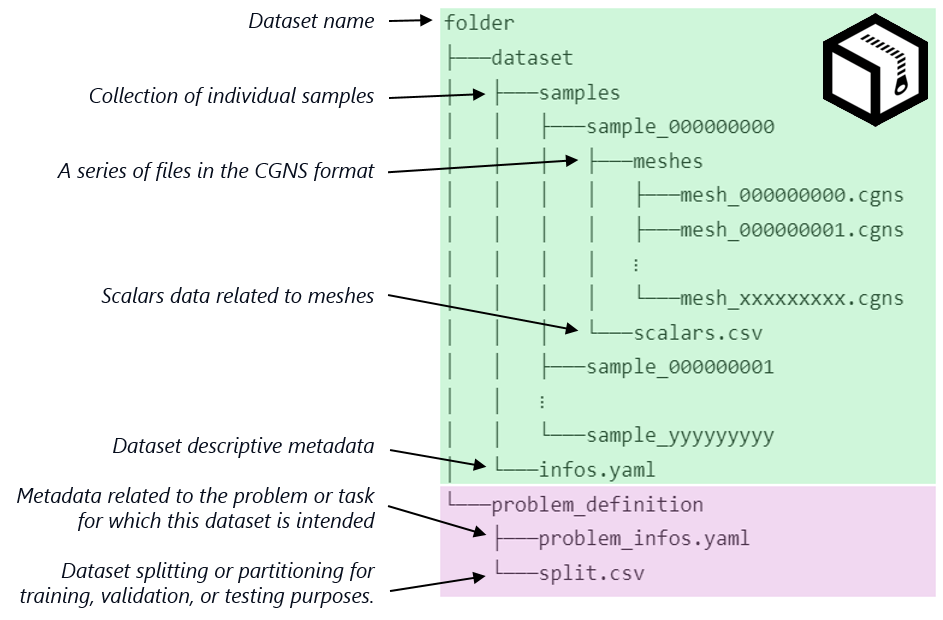 Dataset name
folder
├───dataset
Collection of individual samples
│   ├───samples
│   │   ├───sample_000000000
A series of files in the CGNS format
│   │   │   ├───meshes
│   │   │   │   ├───mesh_000000000.cgns
│   │   │   │   ├───mesh_000000001.cgns
│   │   │   │   ⋮
Scalars data related to meshes
│   │   │   │   └───mesh_xxxxxxxxx.cgns
│   │   │   └───scalars.csv
│   │   ├───sample_000000001
│   │   ⋮
│   │   └───sample_yyyyyyyyy
Dataset descriptive metadata
│   └───infos.yaml
Metadata related to the problem or task
for which this dataset is intended
└───problem_definition
    ├───problem_infos.yaml
Dataset splitting or partitioning for
training, validation, or testing purposes.
    └───split.csv